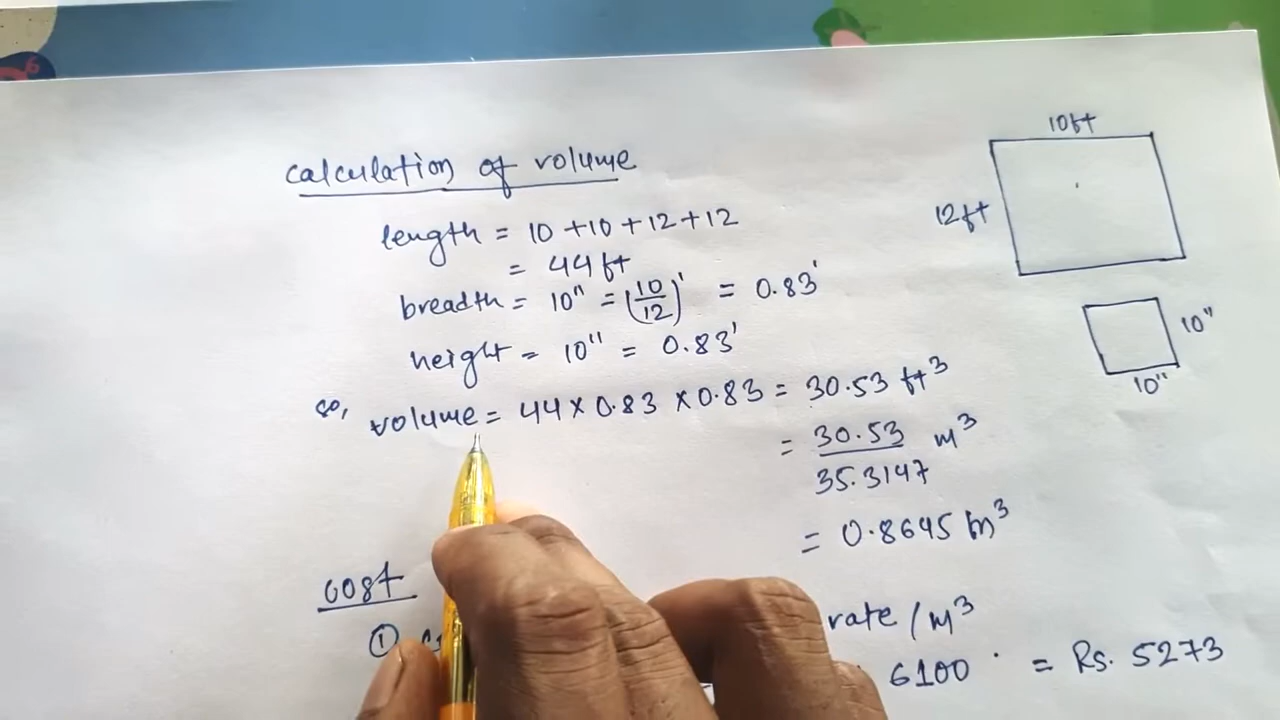 calculation of volume
length = 10 +10 + 12 + 12
= 44 ft
breadth = 10" = (10/12)' = 0.83'
height = 10" = 0.83'
so, volume = 44 x 0.83 x 0.83 = 30.53 ft³
= 30.53/35.3147 m³
= 0.8645 m³
cost
①
rate / m³
6100 = Rs. 5273
10ft
12ft
10"
10"